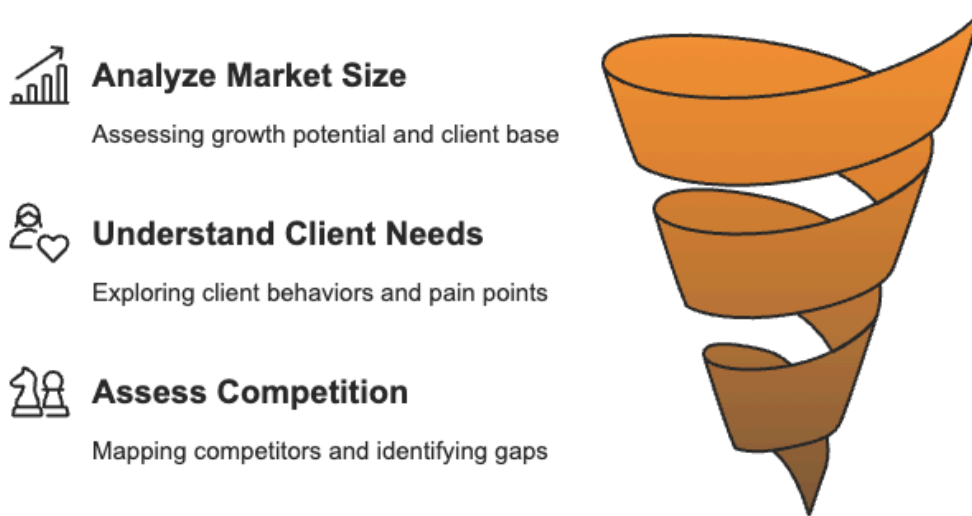 Analyze Market Size
Assessing growth potential and client base
Understand Client Needs
Exploring client behaviors and pain points
Assess Competition
Mapping competitors and identifying gaps